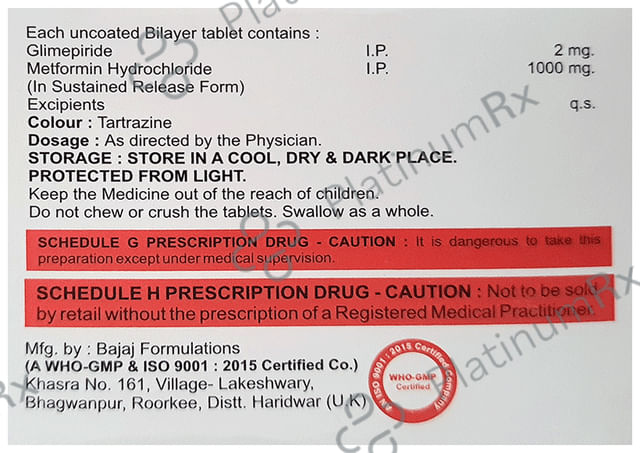 Each uncoated Bilayer tablet contains :
Glimepiride I.P. 2 mg.
Metformin Hydrochloride I.P. 1000 mg.
(In Sustained Release Form)
Excipients q.s.
Colour : Tartrazine
Dosage : As directed by the Physician.
STORAGE : STORE IN A COOL, DRY & DARK PLACE.
PROTECTED FROM LIGHT.
Keep the Medicine out of the reach of children.
Do not chew or crush the tablets. Swallow as a whole.
SCHEDULE G PRESCRIPTION DRUG - CAUTION : It is dangerous to take this
preparation except under medical supervision.
SCHEDULE H PRESCRIPTION DRUG - CAUTION : Not to be sold
by retail without the prescription of a Registered Medical Practitioner.
Mfg. by : Bajaj Formulations
(A WHO-GMP & ISO 9001 : 2015 Certified Co.)
Khasra No. 161, Village- Lakeshwary,
Bhagwanpur, Roorkee, Distt. Haridwar (U.K)
AN ISO 9001 : 2015 Certified Company
WHO-GMP
Certified
PlatinumRx
PlatinumRx
PlatinumRx
Rx